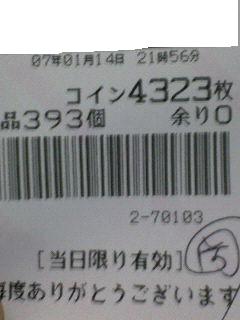 07年01月14日 21時56分
コイン4323枚
品393個 余り0
2-70103
[当日限り有効]
毎度ありがとうございます